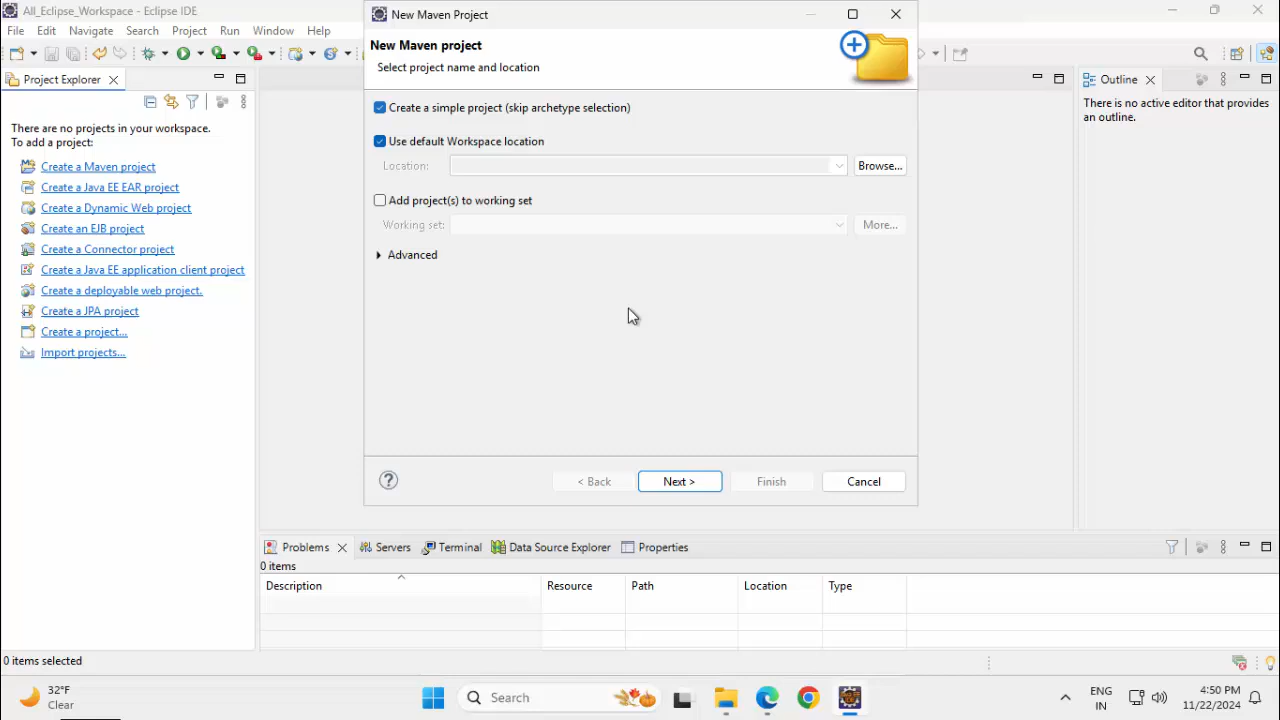 All_Eclipse_Workspace - Eclipse IDE
File Edit Navigate Search Project Run Window Help
Project Explorer
There are no projects in your workspace.
To add a project:
Create a Maven project
Create a Java EE EAR project
Create a Dynamic Web project
Create an EJB project
Create a Connector project
Create a Java EE application client project
Create a deployable web project.
Create a JPA project
Create a project...
Import projects...
New Maven Project
New Maven project
Select project name and location
Create a simple project (skip archetype selection)
Use default Workspace location
Location:
Browse...
Add project(s) to working set
Working set:
More...
Advanced
< Back
Next >
Finish
Cancel
Outline
There is no active editor that provides
an outline.
Problems Servers Terminal Data Source Explorer Properties
0 items
Description Resource Path Location Type
0 items selected
32°F
Clear
Search
ENG
IN
4:50 PM
11/22/2024